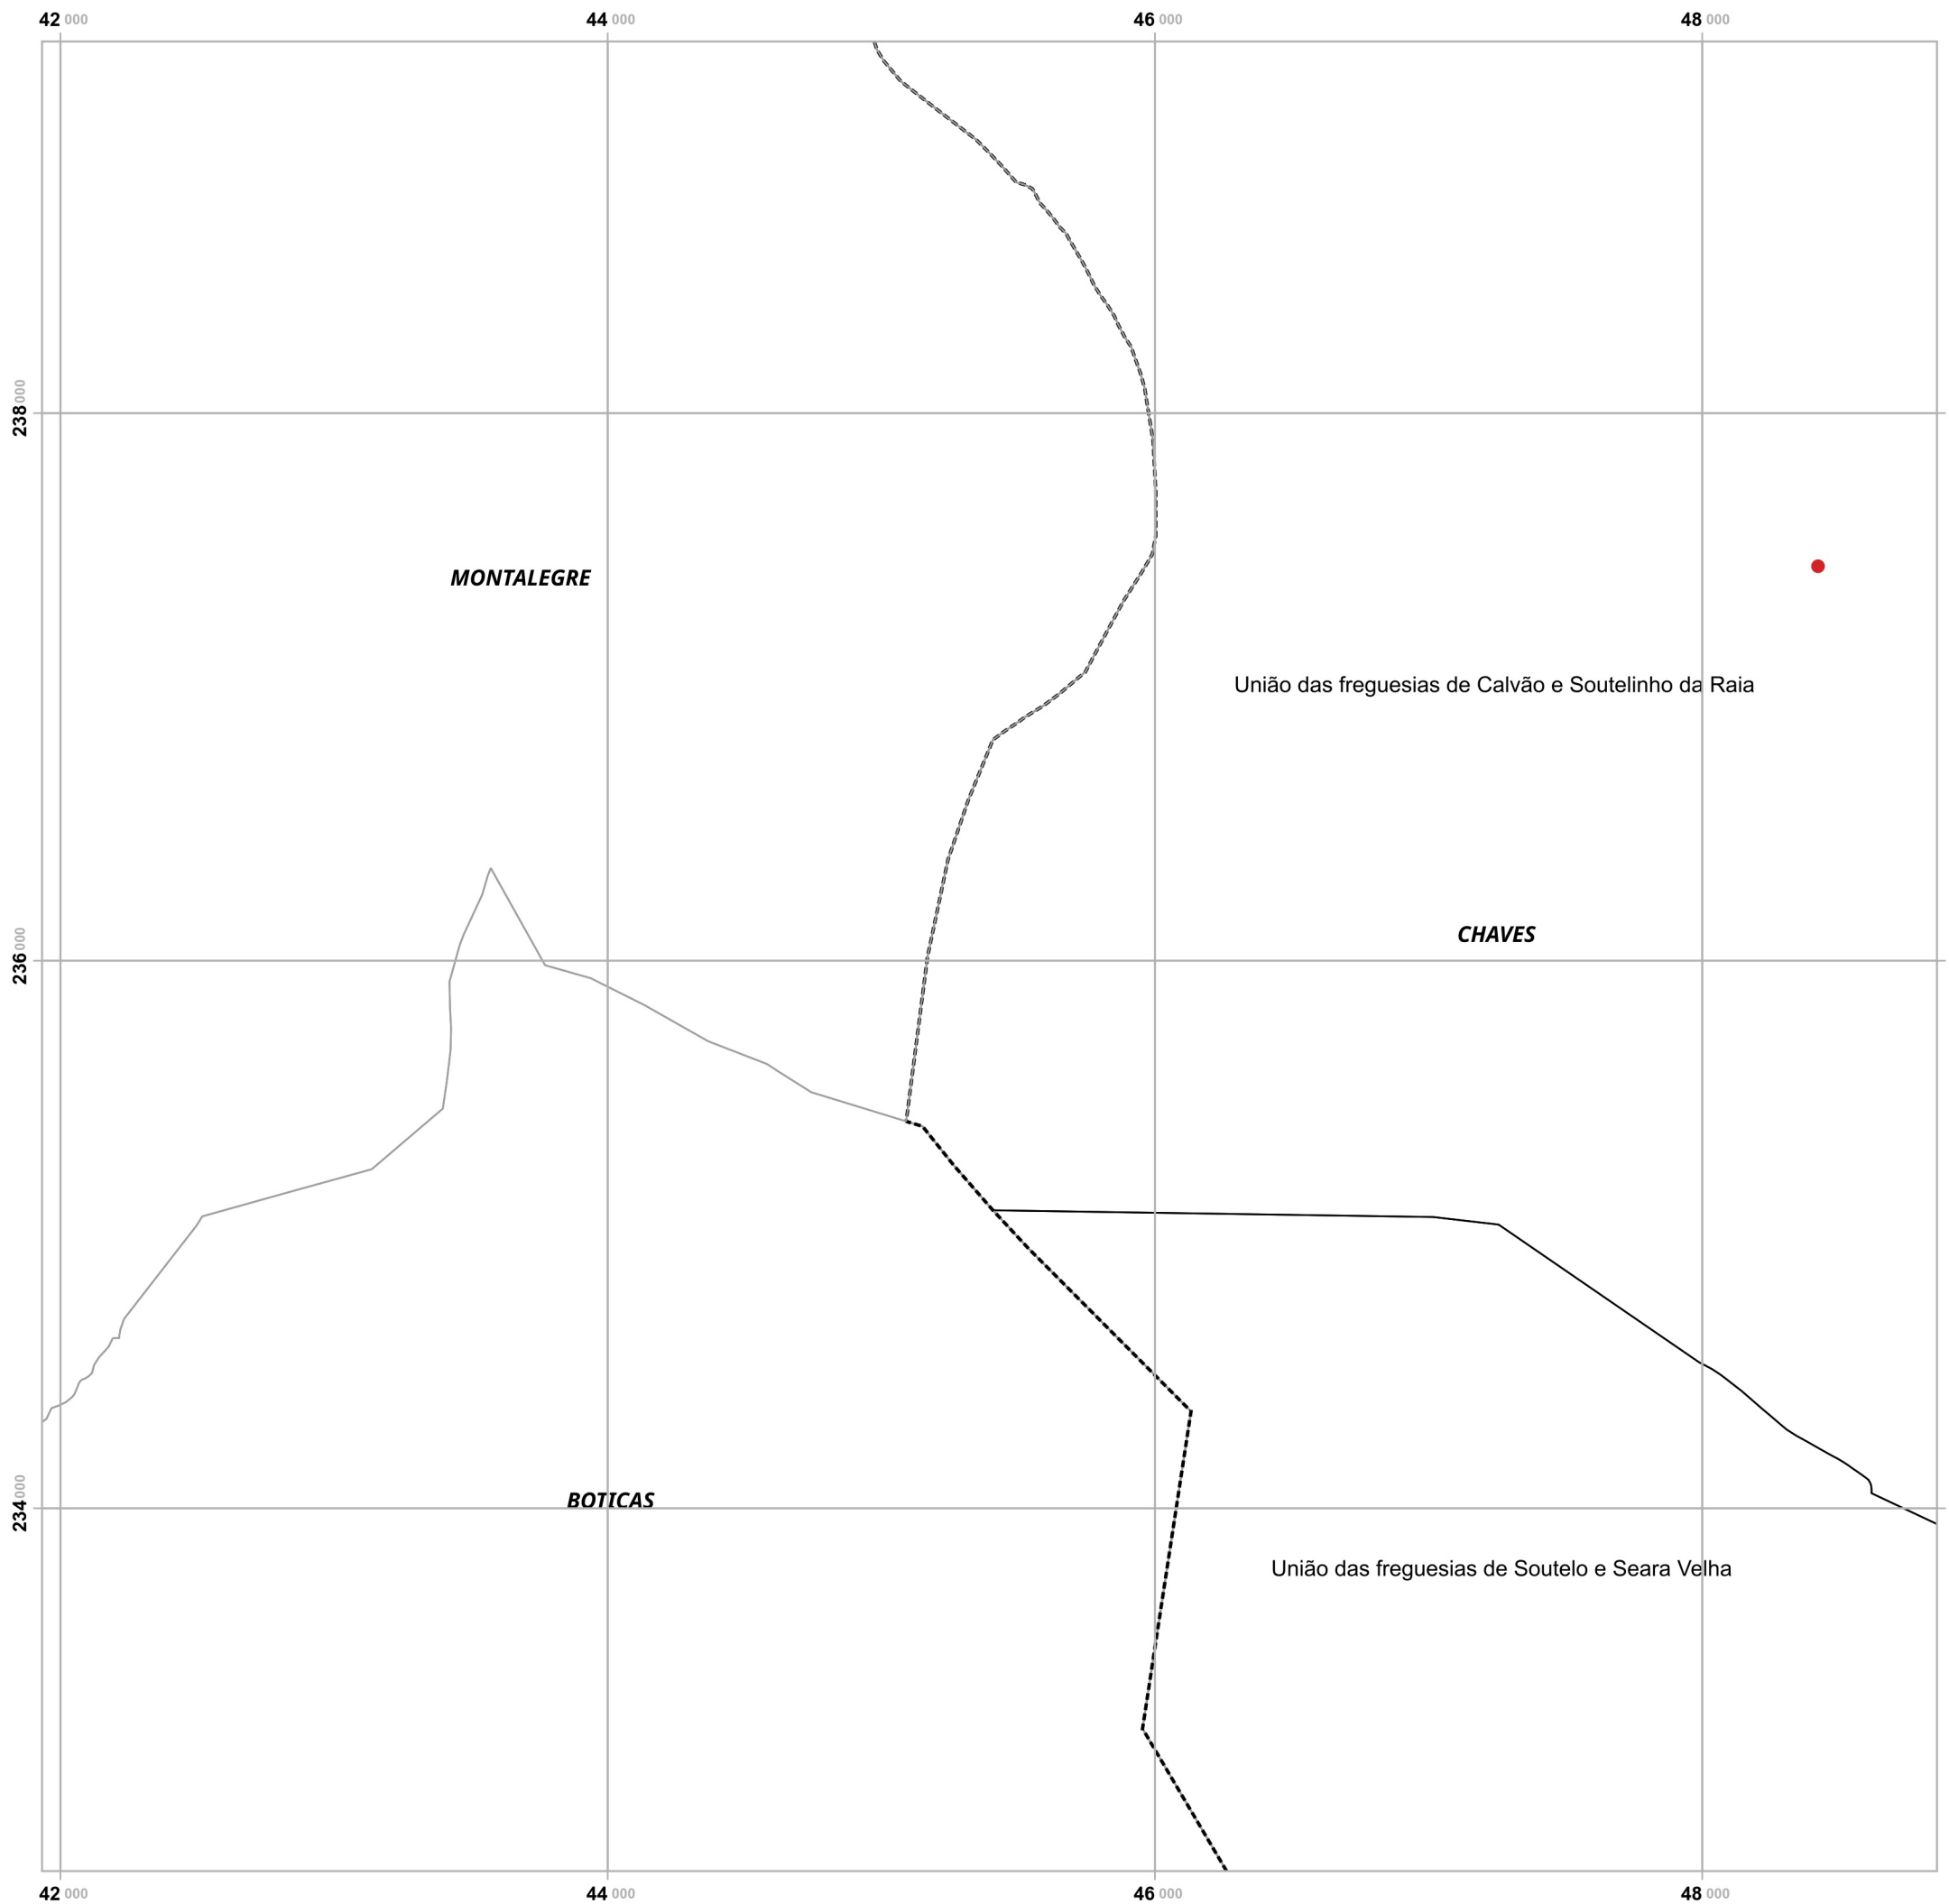 42 000 44 000 46 000 48 000
238 000
MONTALEGRE
União das freguesias de Calvão e Soutelinho da Raia
CHAVES
236 000
BOTICAS
234 000
União das freguesias de Soutelo e Seara Velha
42 000 44 000 46 000 48 000